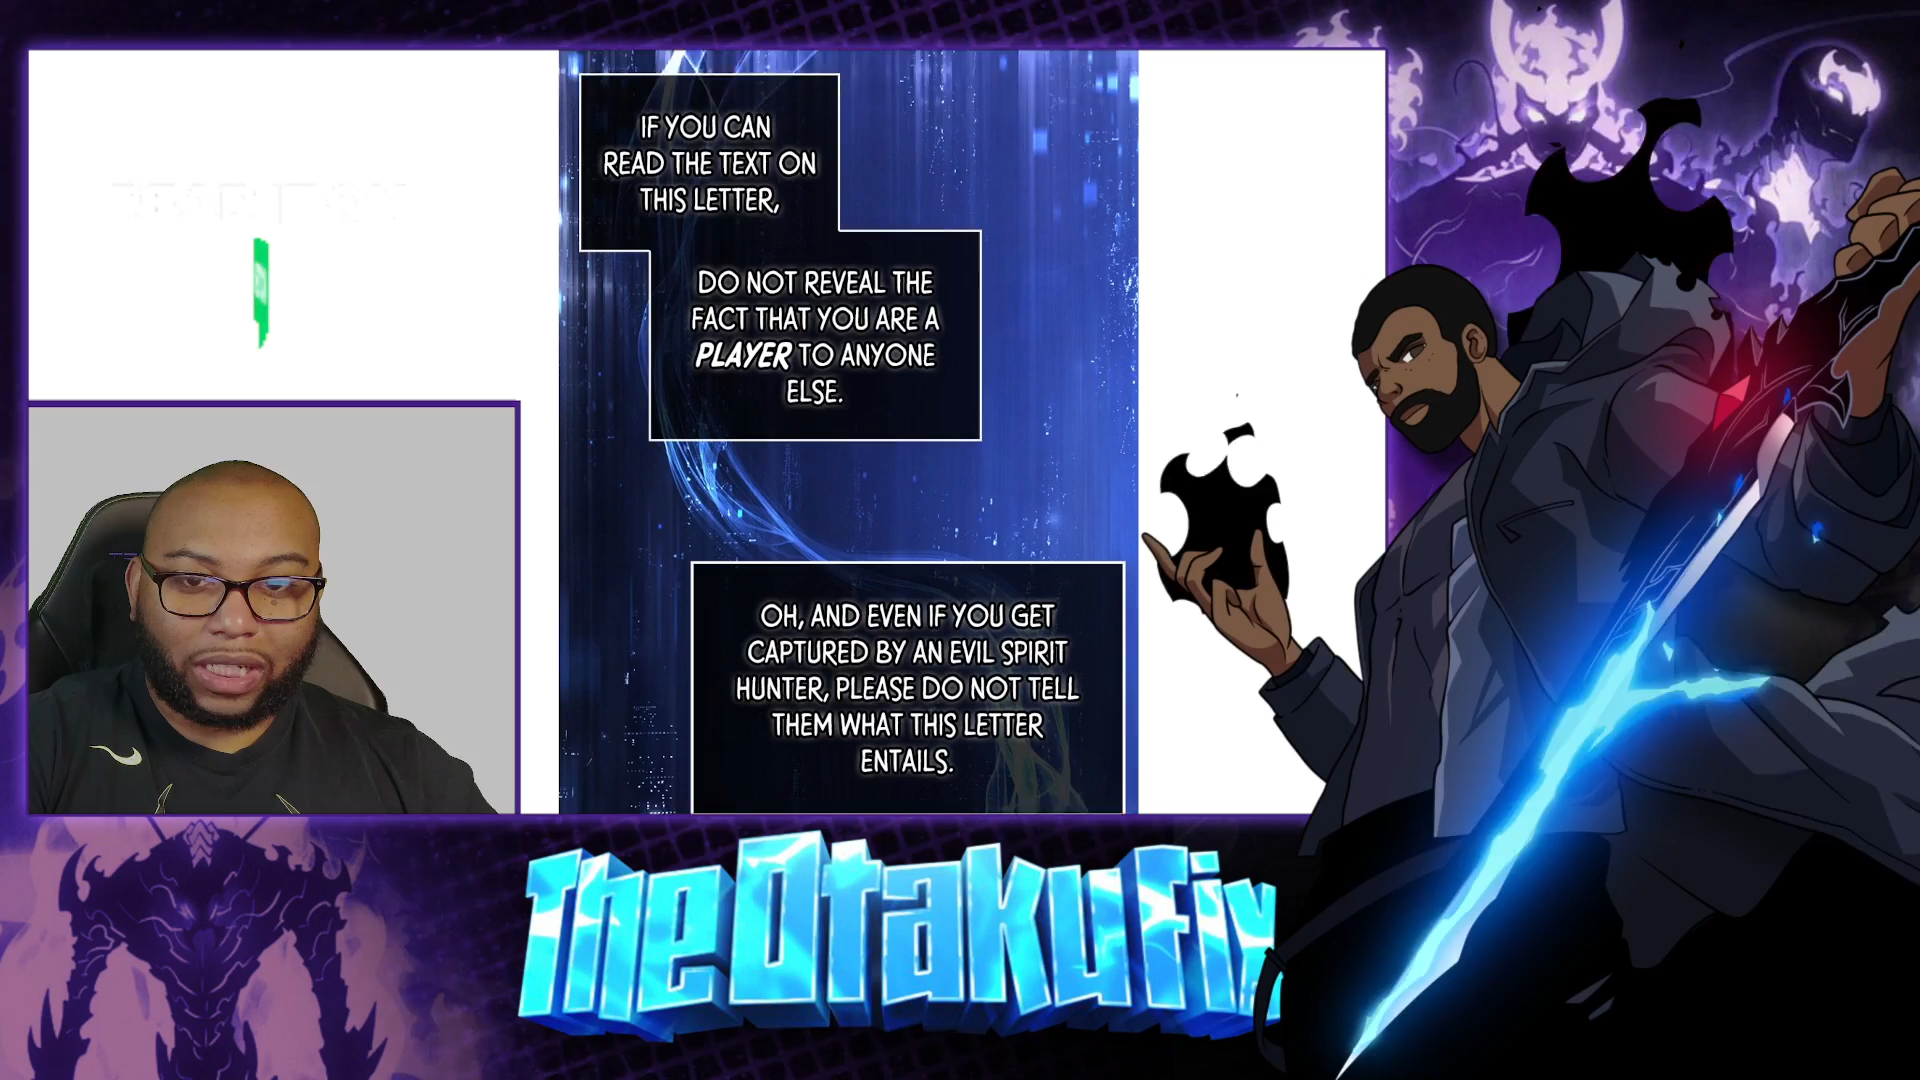 IF YOU CAN
READ THE TEXT ON
THIS LETTER,
DO NOT REVEAL THE
FACT THAT YOU ARE A
PLAYER TO ANYONE
ELSE.
OH, AND EVEN IF YOU GET
CAPTURED BY AN EVIL SPIRIT
HUNTER, PLEASE DO NOT TELL
THEM WHAT THIS LETTER
ENTAILS.
TheOtakuFix